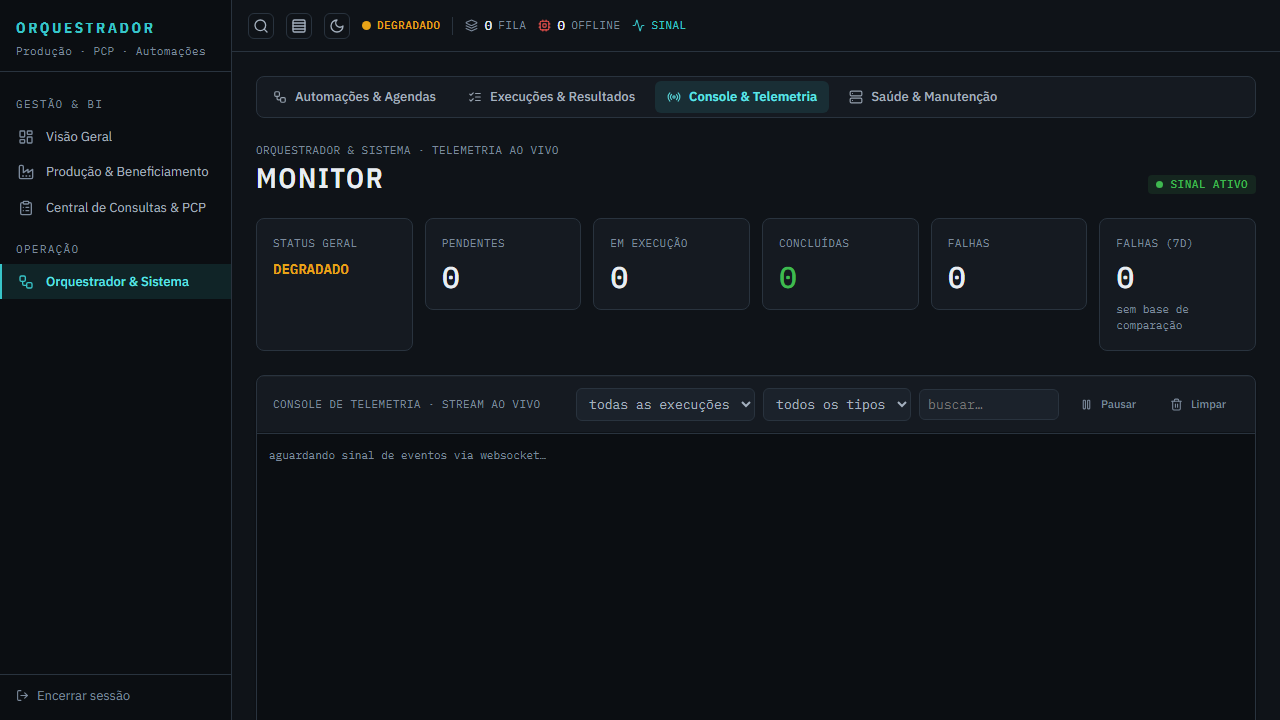 ORQUESTRADOR
Produção · PCP · Automações
GESTÃO & BI
Visão Geral
Produção & Beneficiamento
Central de Consultas & PCP
OPERAÇÃO
Orquestrador & Sistema
Encerrar sessão
DEGRADADO
0 FILA
0 OFFLINE
SINAL
Automações & Agendas
Execuções & Resultados
Console & Telemetria
Saúde & Manutenção
ORQUESTRADOR & SISTEMA · TELEMETRIA AO VIVO
MONITOR
SINAL ATIVO
STATUS GERAL
DEGRADADO
PENDENTES
0
EM EXECUÇÃO
0
CONCLUÍDAS
0
FALHAS
0
FALHAS (7D)
0
sem base de
comparação
CONSOLE DE TELEMETRIA · STREAM AO VIVO
todas as execuções
todos os tipos
buscar…
Pausar
Limpar
aguardando sinal de eventos via websocket…